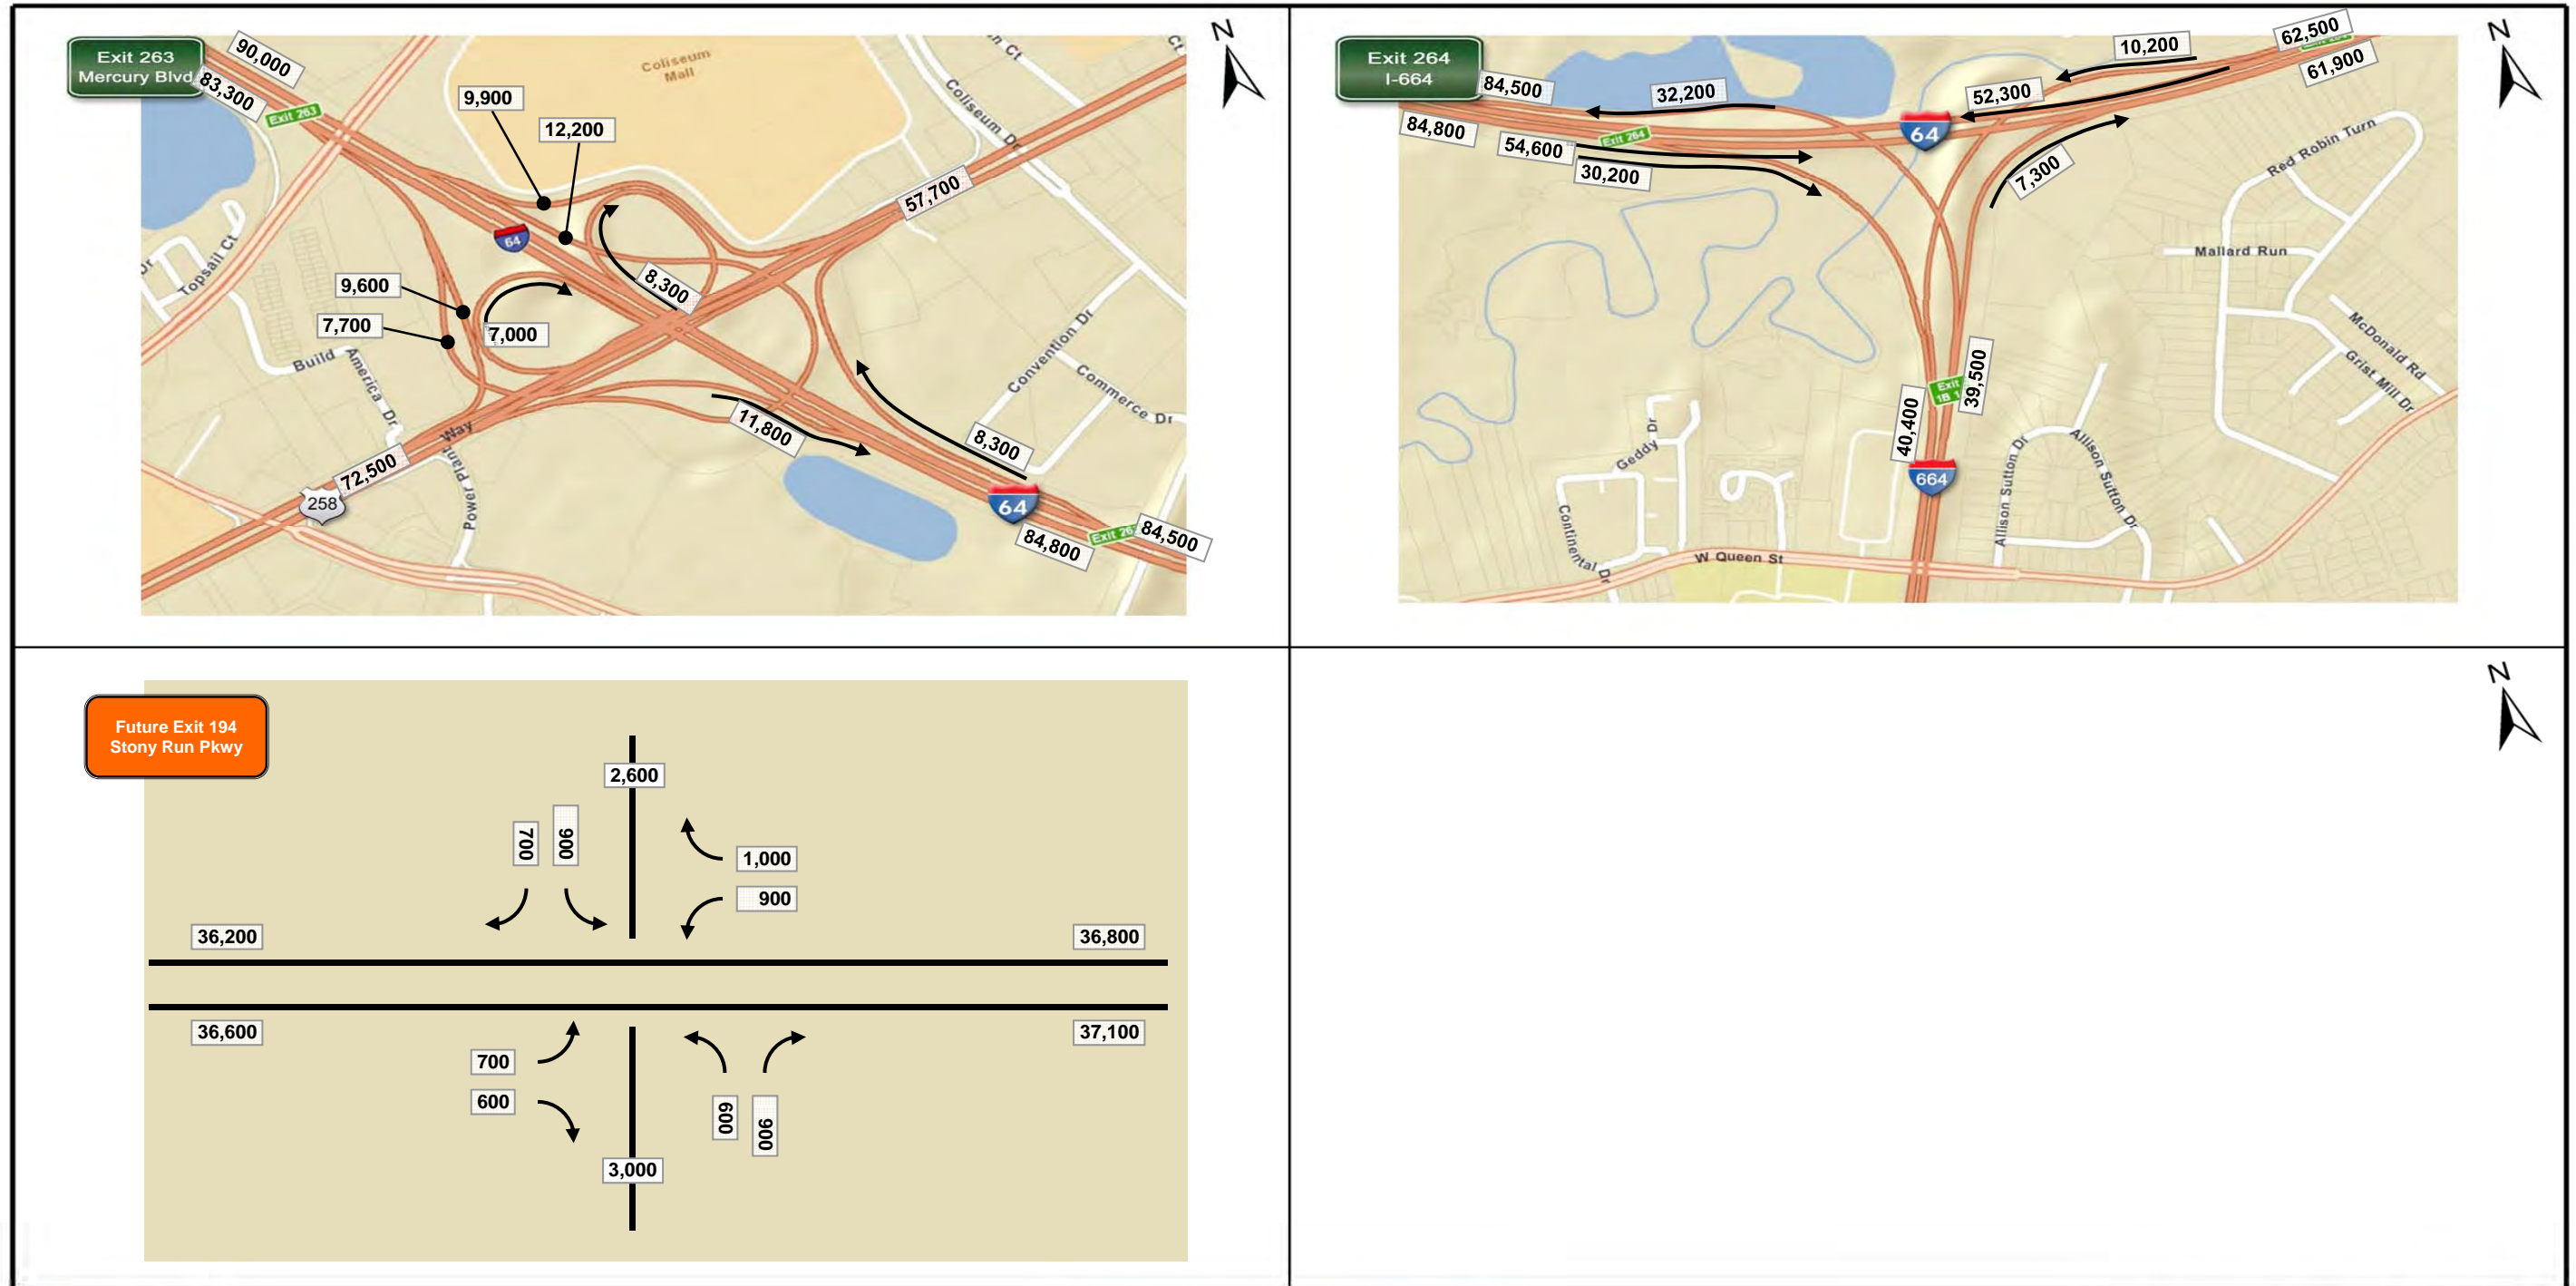 Exit 263
Mercury Blvd
90,000
83,300
Exit 263
Coliseum
Mall
9,900
12,200
Coliseum Dr
Ct
N
57,700
64
8,300
Topsail Ct
Dr
9,600
7,700
7,000
Build America Dr
Convention Dr
Commerce Dr
11,800
8,300
72,500
258
Power Plant Way
64
84,800
84,500
Exit 264
I-664
84,500
84,800
32,200
54,600
Exit 264
30,200
10,200
52,300
62,500
61,900
N
64
7,300
Red Robin Turn
Mallard Run
McDonald Rd
Grist Mill Dr
39,500
40,400
Exit
1B
664
Geddy Dr
Continental Dr
Allison Sutton Dr
Allison Sutton Dr
W Queen St
Future Exit 194
Stony Run Pkwy
2,600
700
900
1,000
900
36,200
36,800
36,600
37,100
700
600
600
900
3,000
N